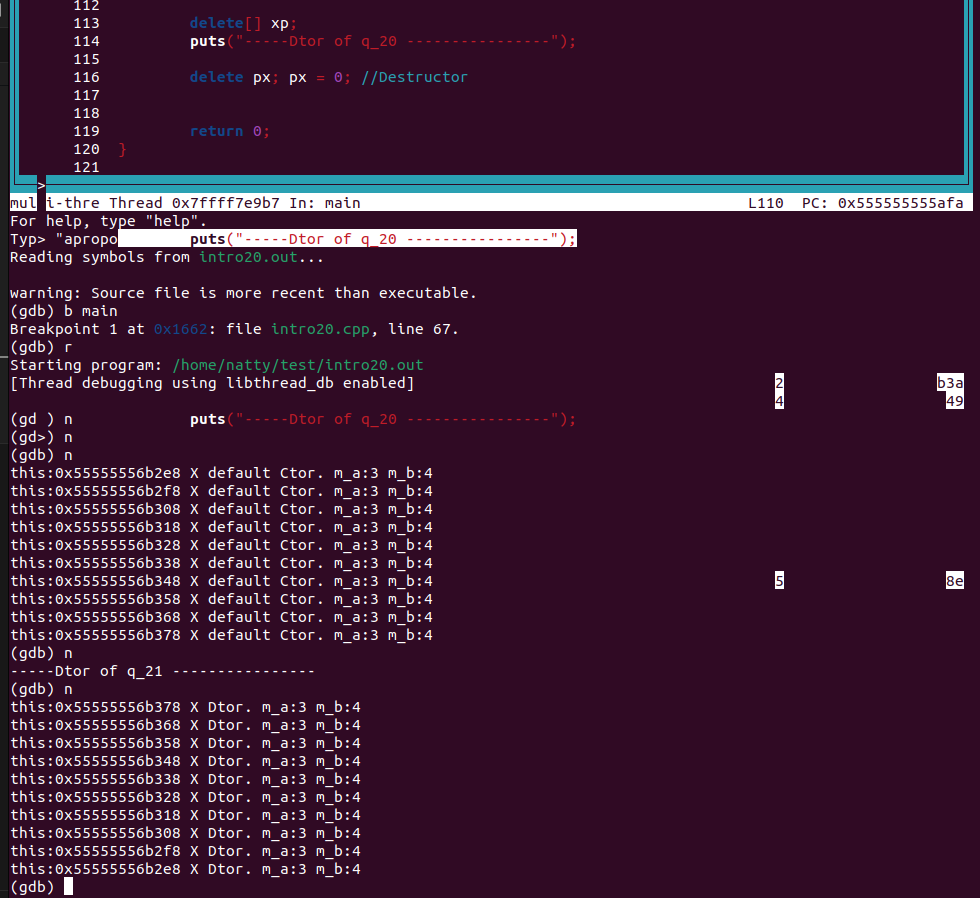 112
113 delete[] xp;
114 puts("-----Dtor of q_20 ----------------");
115
116 delete px; px = 0; //Destructor
117
118
119 return 0;
120 }
121
>
mul i-thre Thread 0x7ffff7e9b7 In: main L110 PC: 0x555555555afa
For help, type "help".
Typ> "apropo puts("-----Dtor of q_20 ----------------");
Reading symbols from intro20.out...
warning: Source file is more recent than executable.
(gdb) b main
Breakpoint 1 at 0x1662: file intro20.cpp, line 67.
(gdb) r
Starting program: /home/natty/test/intro20.out
[Thread debugging using libthread_db enabled] 2 b3a
4 49
(gd ) n puts("-----Dtor of q_20 ----------------");
(gd>) n
(gdb) n
this:0x55555556b2e8 X default Ctor. m_a:3 m_b:4
this:0x55555556b2f8 X default Ctor. m_a:3 m_b:4
this:0x55555556b308 X default Ctor. m_a:3 m_b:4
this:0x55555556b318 X default Ctor. m_a:3 m_b:4
this:0x55555556b328 X default Ctor. m_a:3 m_b:4
this:0x55555556b338 X default Ctor. m_a:3 m_b:4
this:0x55555556b348 X default Ctor. m_a:3 m_b:4 5 8e
this:0x55555556b358 X default Ctor. m_a:3 m_b:4
this:0x55555556b368 X default Ctor. m_a:3 m_b:4
this:0x55555556b378 X default Ctor. m_a:3 m_b:4
(gdb) n
-----Dtor of q_21 ----------------
(gdb) n
this:0x55555556b378 X Dtor. m_a:3 m_b:4
this:0x55555556b368 X Dtor. m_a:3 m_b:4
this:0x55555556b358 X Dtor. m_a:3 m_b:4
this:0x55555556b348 X Dtor. m_a:3 m_b:4
this:0x55555556b338 X Dtor. m_a:3 m_b:4
this:0x55555556b328 X Dtor. m_a:3 m_b:4
this:0x55555556b318 X Dtor. m_a:3 m_b:4
this:0x55555556b308 X Dtor. m_a:3 m_b:4
this:0x55555556b2f8 X Dtor. m_a:3 m_b:4
this:0x55555556b2e8 X Dtor. m_a:3 m_b:4
(gdb)